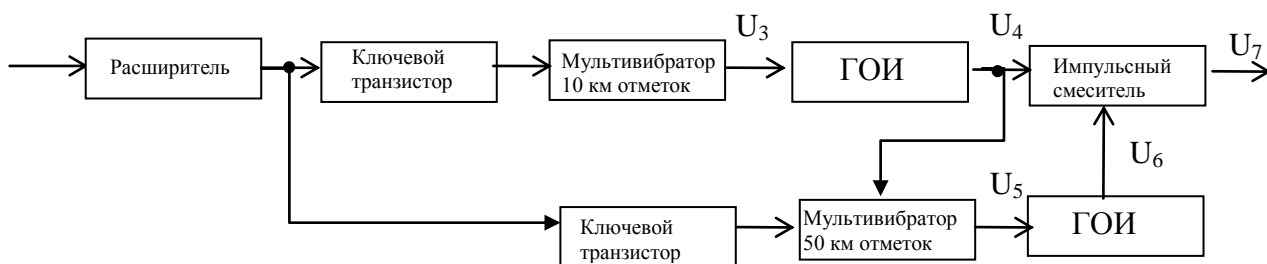 U3
U4
U7
Расширитель
Ключевой
транзистор
Мультивибратор
10 км отметок
ГОИ
Импульсный
смеситель
U6
U5
Ключевой
транзистор
Мультивибратор
50 км отметок
ГОИ